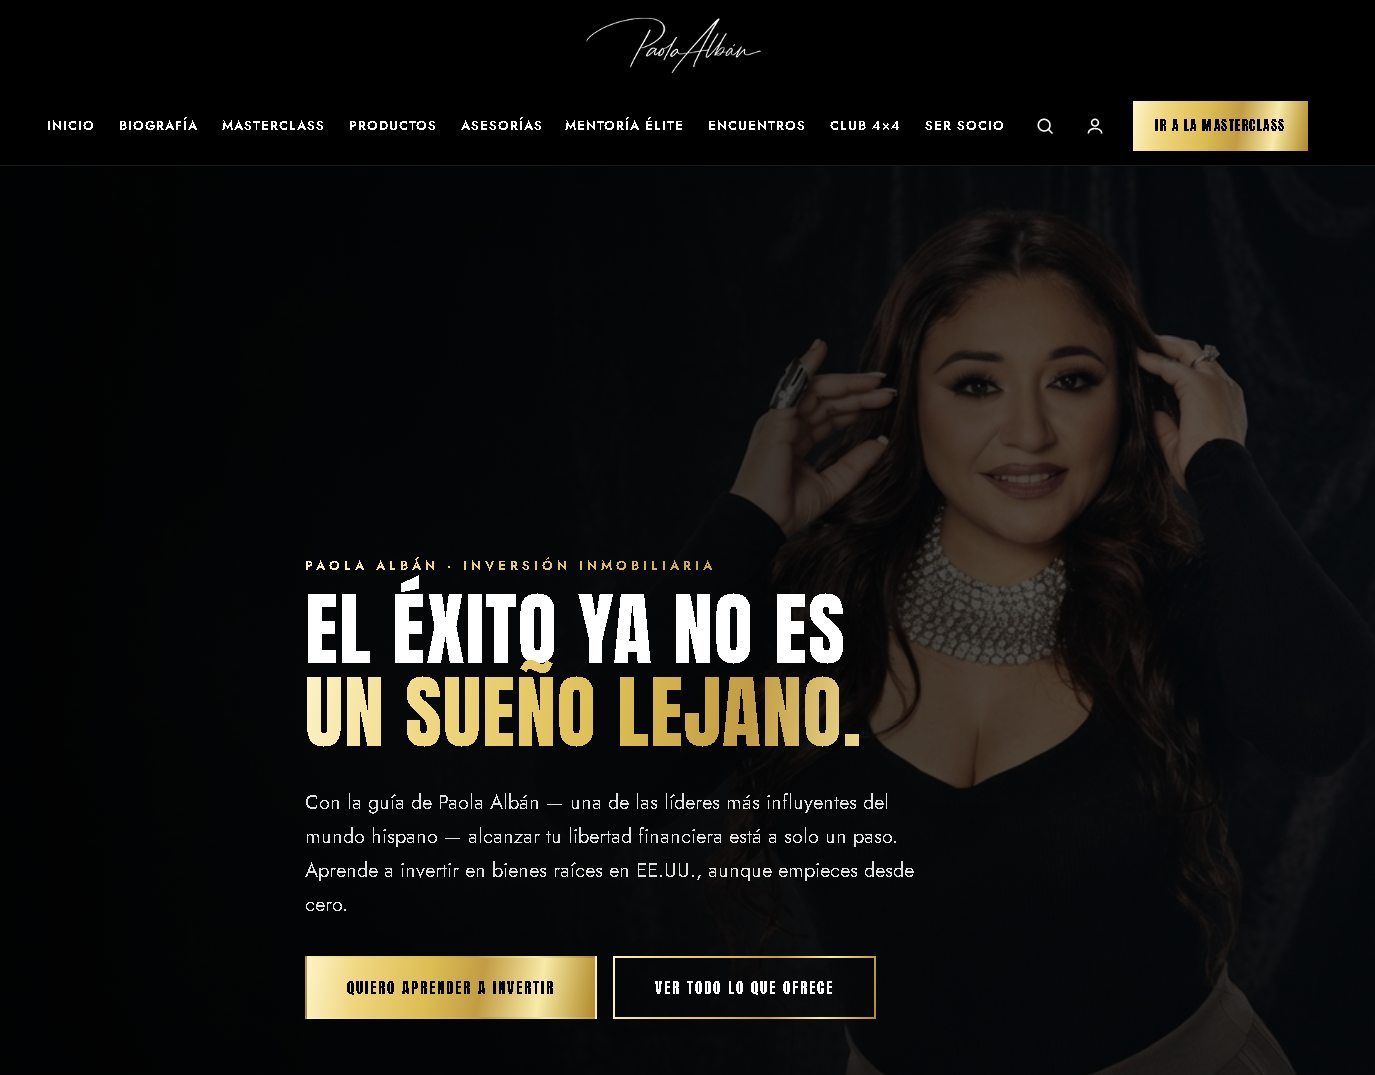 Paola Albán
INICIO BIOGRAFÍA MASTERCLASS PRODUCTOS ASESORÍAS MENTORÍA ÉLITE ENCUENTROS CLUB 4x4 SER SOCIO IR A LA MASTERCLASS
PAOLA ALBÁN · INVERSIÓN INMOBILIARIA
EL ÉXITO YA NO ES
UN SUEÑO LEJANO.
Con la guía de Paola Albán — una de las líderes más influyentes del
mundo hispano — alcanzar tu libertad financiera está a solo un paso.
Aprende a invertir en bienes raíces en EE.UU., aunque empieces desde
cero.
QUIERO APRENDER A INVERTIR VER TODO LO QUE OFRECE